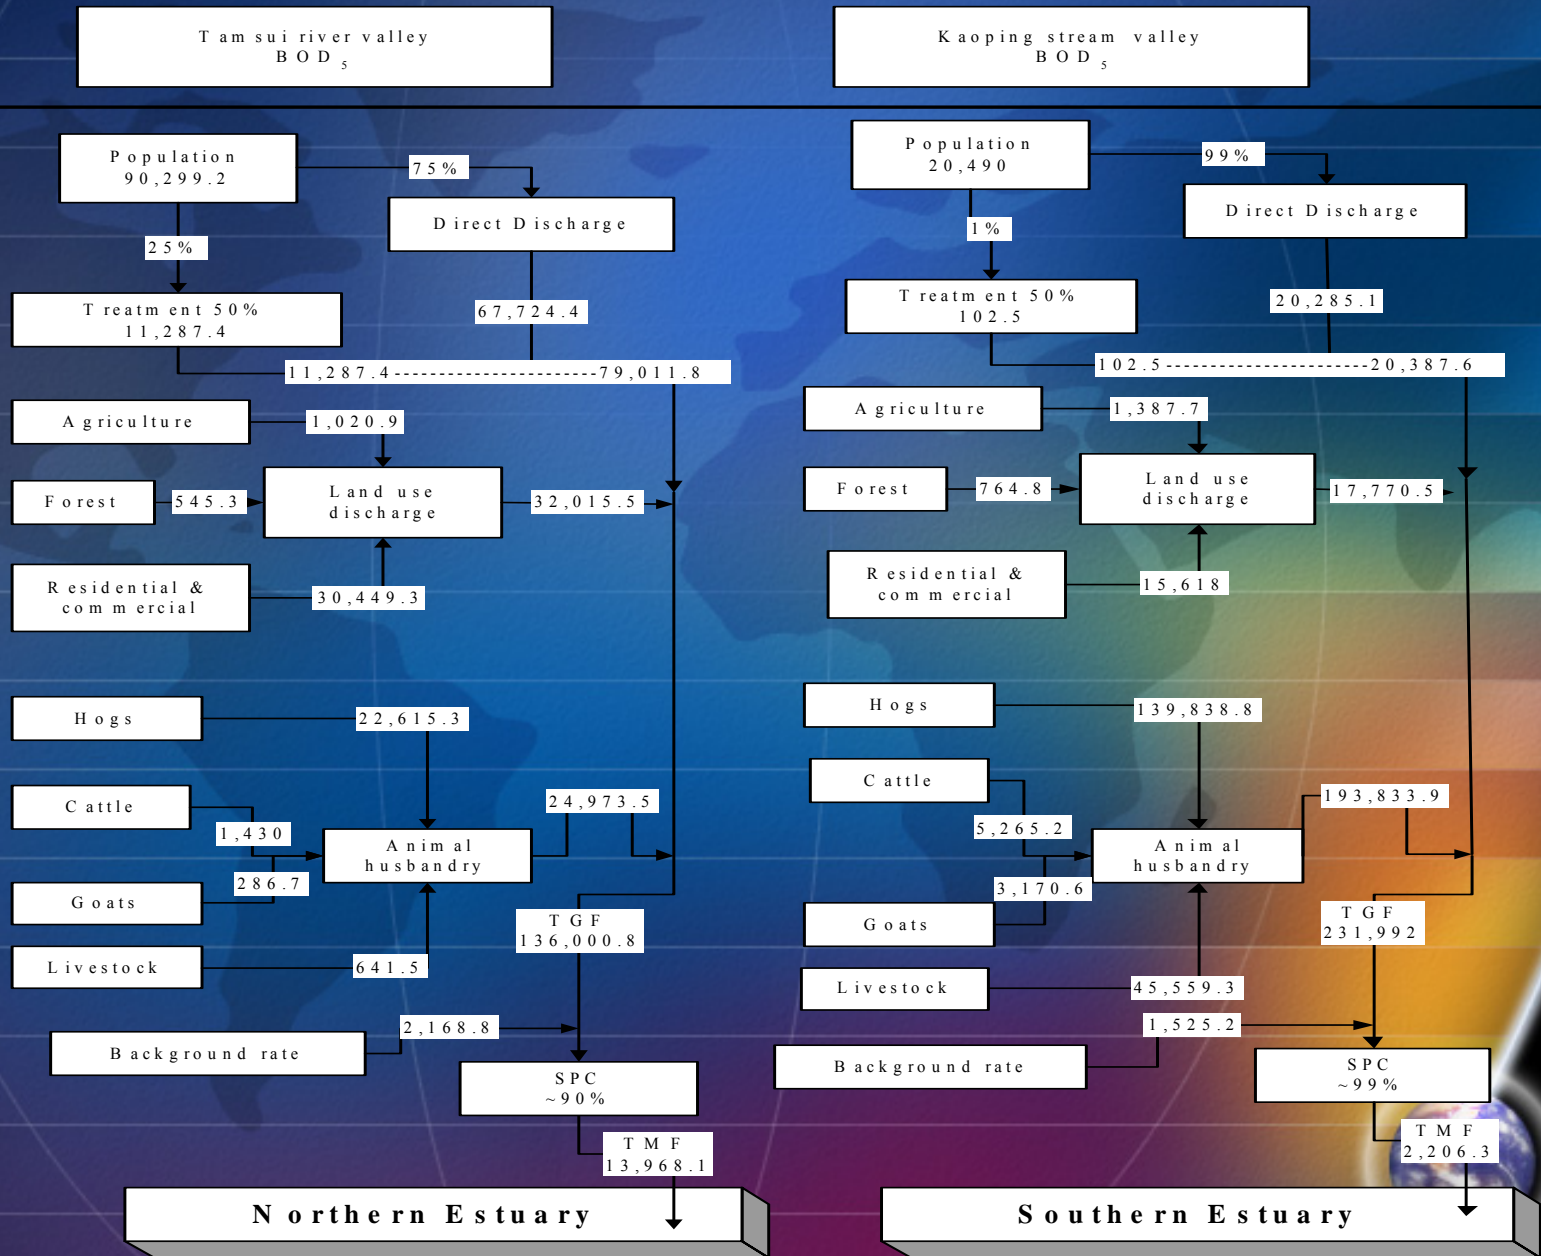 Tam sui river valley
BOD5
Kaoping stream valley
BOD5
Population
90,299.2
75%
Direct Discharge
25%
Treatment 50%
11,287.4
67,724.4
11,287.4-----------------------79,011.8
Agriculture
1,020.9
Forest
545.3
Land use
discharge
32,015.5
Residential &
commercial
30,449.3
Hogs
22,615.3
Cattle
1,430
24,973.5
Animal
husbandry
286.7
Goats
TGF
136,000.8
Livestock
641.5
2,168.8
Background rate
SPC
~90%
TMF
13,968.1
Northern Estuary
Population
20,490
99%
Direct Discharge
1%
Treatment 50%
102.5
20,285.1
102.5-----------------------20,387.6
Agriculture
1,387.7
Forest
764.8
Land use
discharge
17,770.5
Residential &
commercial
15,618
Hogs
139,838.8
Cattle
193,833.9
5,265.2
Animal
husbandry
3,170.6
Goats
TGF
231,992
Livestock
45,559.3
1,525.2
Background rate
SPC
~99%
TMF
2,206.3
Southern Estuary